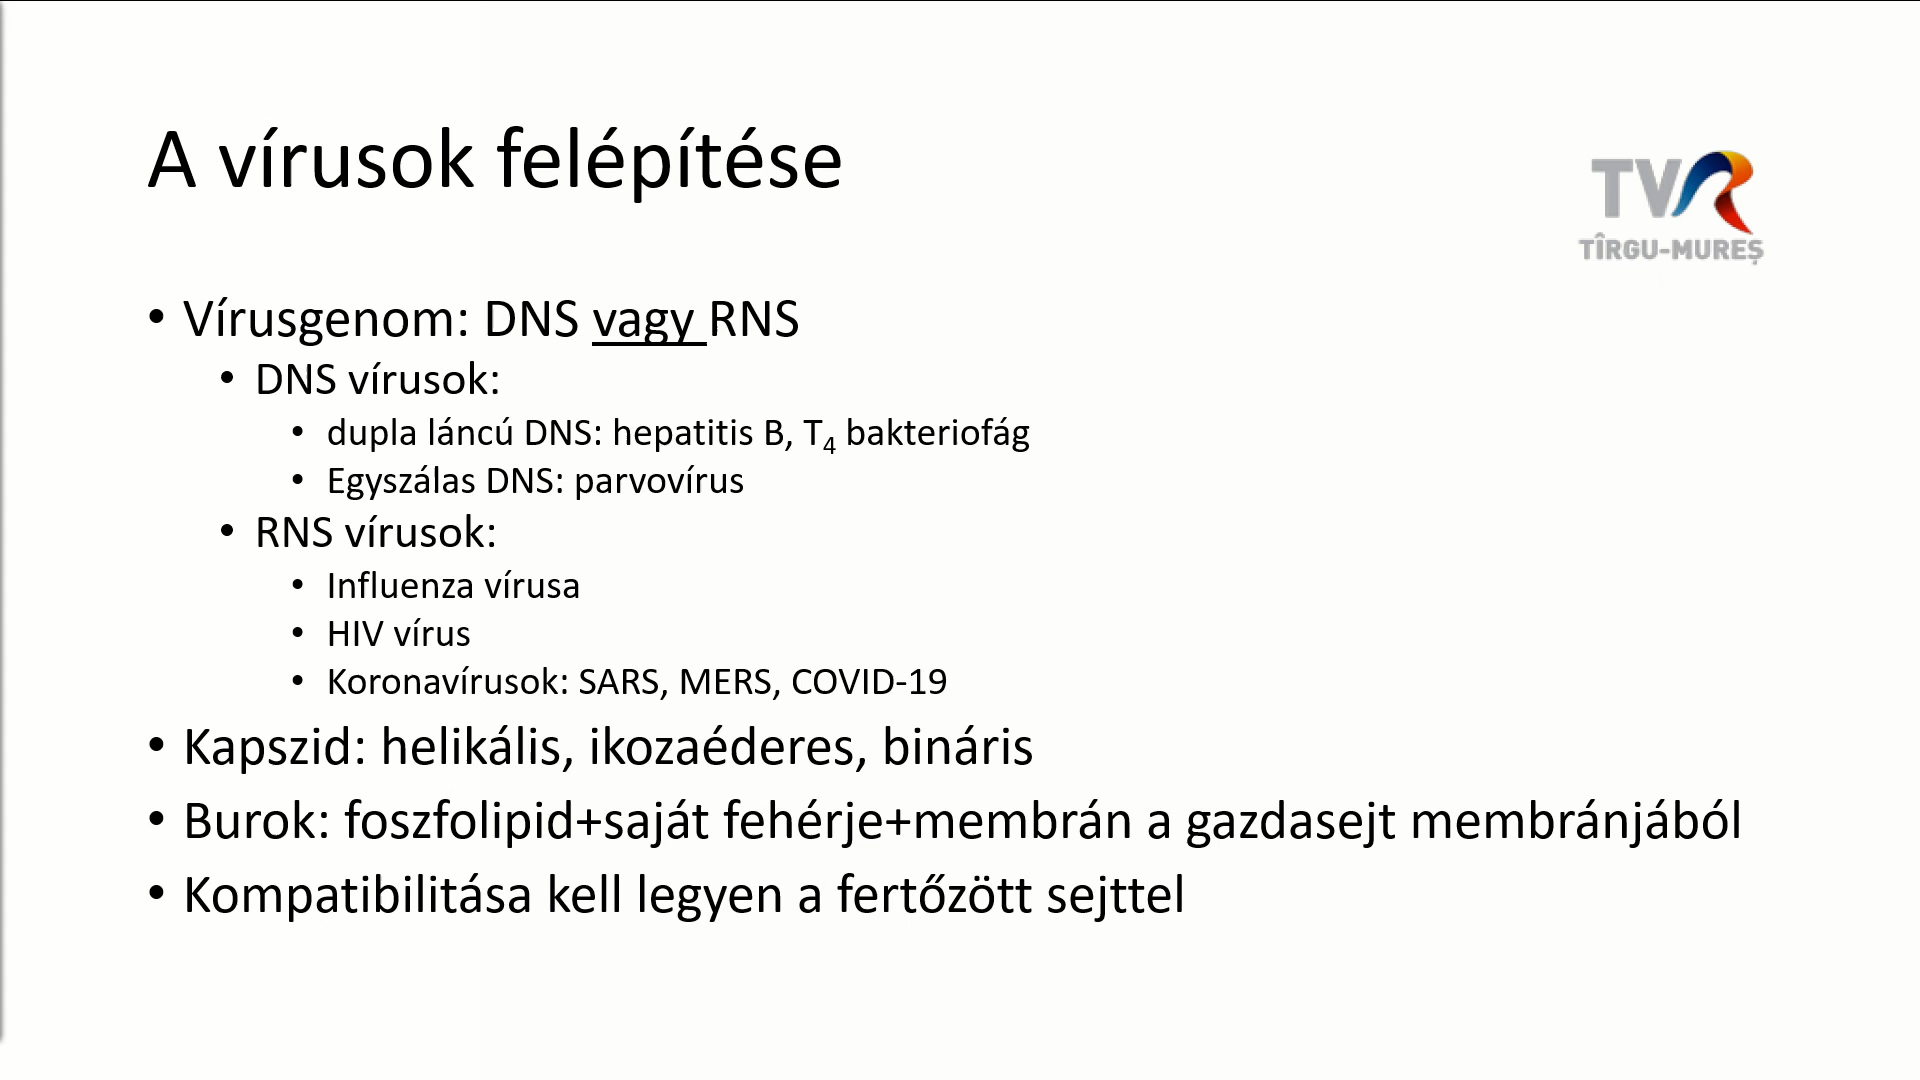 A vírusok felépítése
TVR
TÎRGU-MUREȘ
• Vírusgenom: DNS vagy RNS
• DNS vírusok:
• dupla láncú DNS: hepatitis B, T₄ bakteriofág
• Egyszálas DNS: parvovírus
• RNS vírusok:
• Influenza vírusa
• HIV vírus
• Koronavírusok: SARS, MERS, COVID-19
• Kapszid: helikális, ikozaéderes, bináris
• Burok: foszfolipid+saját fehérje+membrán a gazdasejt membránjából
• Kompatibilitása kell legyen a fertőzött sejttel